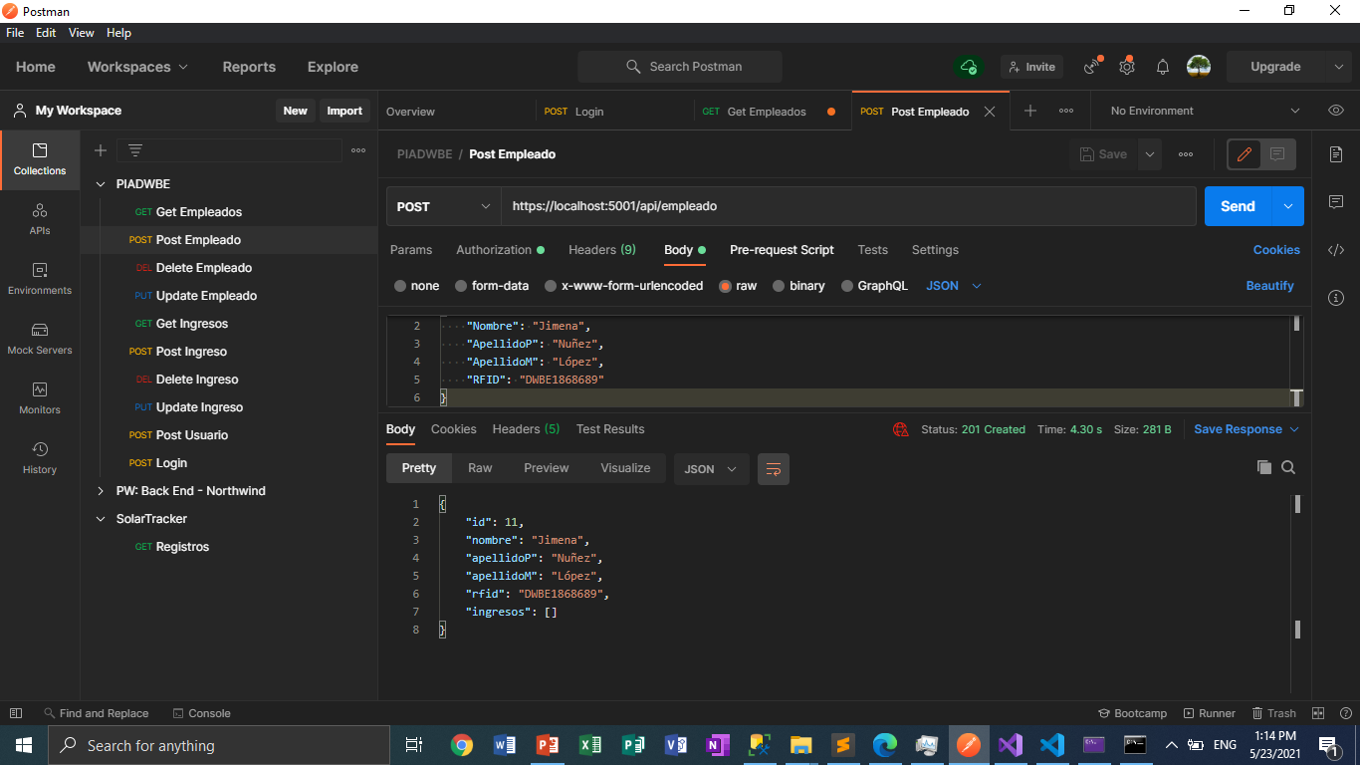 Postman
File Edit View Help
Home Workspaces Reports Explore Search Postman Invite Upgrade
My Workspace New Import
Overview POST Login GET Get Empleados POST Post Empleado No Environment
Collections
APIs
Environments
Mock Servers
Monitors
History
PIADWBE
GET Get Empleados
POST Post Empleado
DEL Delete Empleado
PUT Update Empleado
GET Get Ingresos
POST Post Ingreso
DEL Delete Ingreso
PUT Update Ingreso
POST Post Usuario
POST Login
PW: Back End - Northwind
SolarTracker
GET Registros
PIADWBE / Post Empleado Save
POST https://localhost:5001/api/empleado Send
Params Authorization Headers (9) Body Pre-request Script Tests Settings Cookies
none form-data x-www-form-urlencoded raw binary GraphQL JSON Beautify
2 "Nombre": "Jimena",
3 "ApellidoP": "Nuñez",
4 "ApellidoM": "López",
5 "RFID": "DWBE1868689"
6 }
Body Cookies Headers (5) Test Results Status: 201 Created Time: 4.30 s Size: 281 B Save Response
Pretty Raw Preview Visualize JSON
1 {
2 "id": 11,
3 "nombre": "Jimena",
4 "apellidoP": "Nuñez",
5 "apellidoM": "López",
6 "rfid": "DWBE1868689",
7 "ingresos": []
8 }
Find and Replace Console Bootcamp Runner Trash
Search for anything ENG 1:14 PM
5/23/2021 1